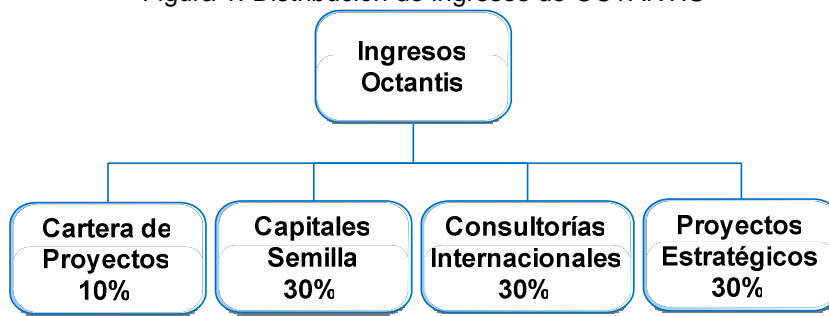 Ingresos
Octantis
Cartera de
Proyectos
10%
Capitales
Semilla
30%
Consultorías
Internacionales
30%
Proyectos
Estratégicos
30%